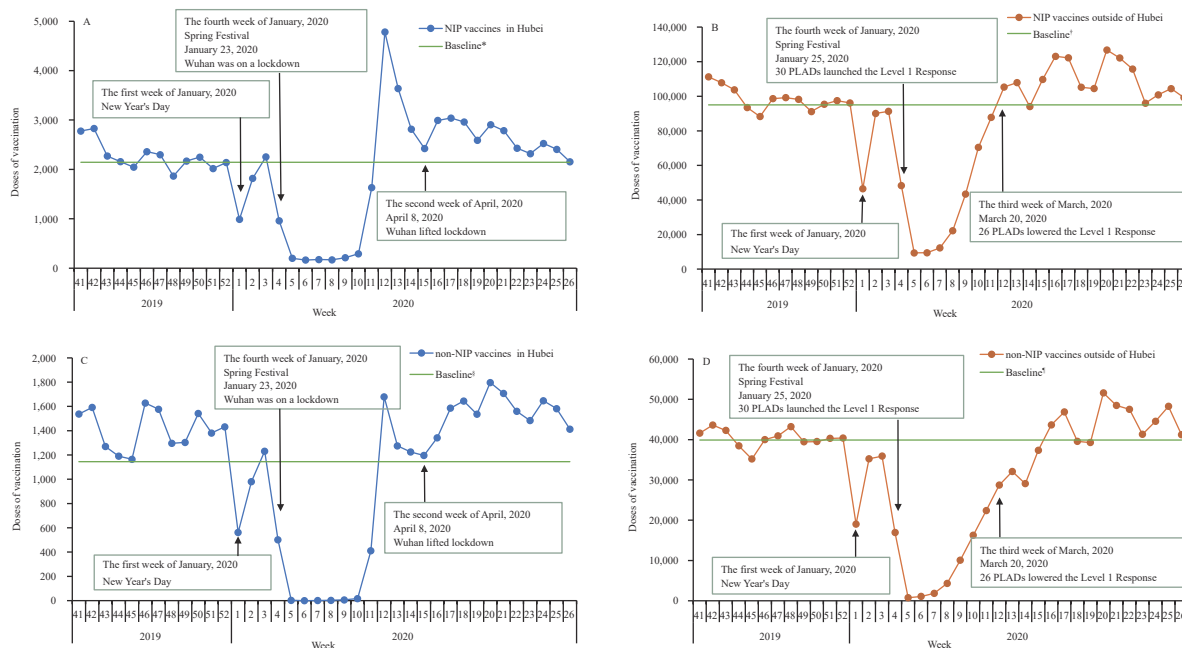 A
NIP vaccines in Hubei
Baseline*
The fourth week of January, 2020
Spring Festival
January 23, 2020
Wuhan was on a lockdown
The first week of January, 2020
New Year's Day
The second week of April, 2020
April 8, 2020
Wuhan lifted lockdown
Doses of vaccination
5,000
4,000
3,000
2,000
1,000
0
41 42 43 44 45 46 47 48 49 50 51 52 1 2 3 4 5 6 7 8 9 10 11 12 13 14 15 16 17 18 19 20 21 22 23 24 25 26
2019 2020
Week
B
NIP vaccines outside of Hubei
Baseline†
The fourth week of January, 2020
Spring Festival
January 25, 2020
30 PLADs launched the Level 1 Response
The first week of January, 2020
New Year's Day
The third week of March, 2020
March 20, 2020
26 PLADs lowered the Level 1 Response
Doses of vaccination
140,000
120,000
100,000
80,000
60,000
40,000
20,000
0
41 42 43 44 45 46 47 48 49 50 51 52 1 2 3 4 5 6 7 8 9 10 11 12 13 14 15 16 17 18 19 20 21 22 23 24 25
2019 2020
Week
C
non-NIP vaccines in Hubei
Baseline§
The fourth week of January, 2020
Spring Festival
January 23, 2020
Wuhan was on a lockdown
The first week of January, 2020
New Year's Day
The second week of April, 2020
April 8, 2020
Wuhan lifted lockdown
Doses of vaccination
2,000
1,800
1,600
1,400
1,200
1,000
800
600
400
200
0
41 42 43 44 45 46 47 48 49 50 51 52 1 2 3 4 5 6 7 8 9 10 11 12 13 14 15 16 17 18 19 20 21 22 23 24 25 26
2019 2020
Week
D
non-NIP vaccines outside of Hubei
Baseline¶
The fourth week of January, 2020
Spring Festival
January 25, 2020
30 PLADs launched the Level 1 Response
The first week of January, 2020
New Year's Day
The third week of March, 2020
March 20, 2020
26 PLADs lowered the Level 1 Response
Doses of vaccination
60,000
50,000
40,000
30,000
20,000
10,000
0
41 42 43 44 45 46 47 48 49 50 51 52 1 2 3 4 5 6 7 8 9 10 11 12 13 14 15 16 17 18 19 20 21 22 23 24 25
2019 2020
Week